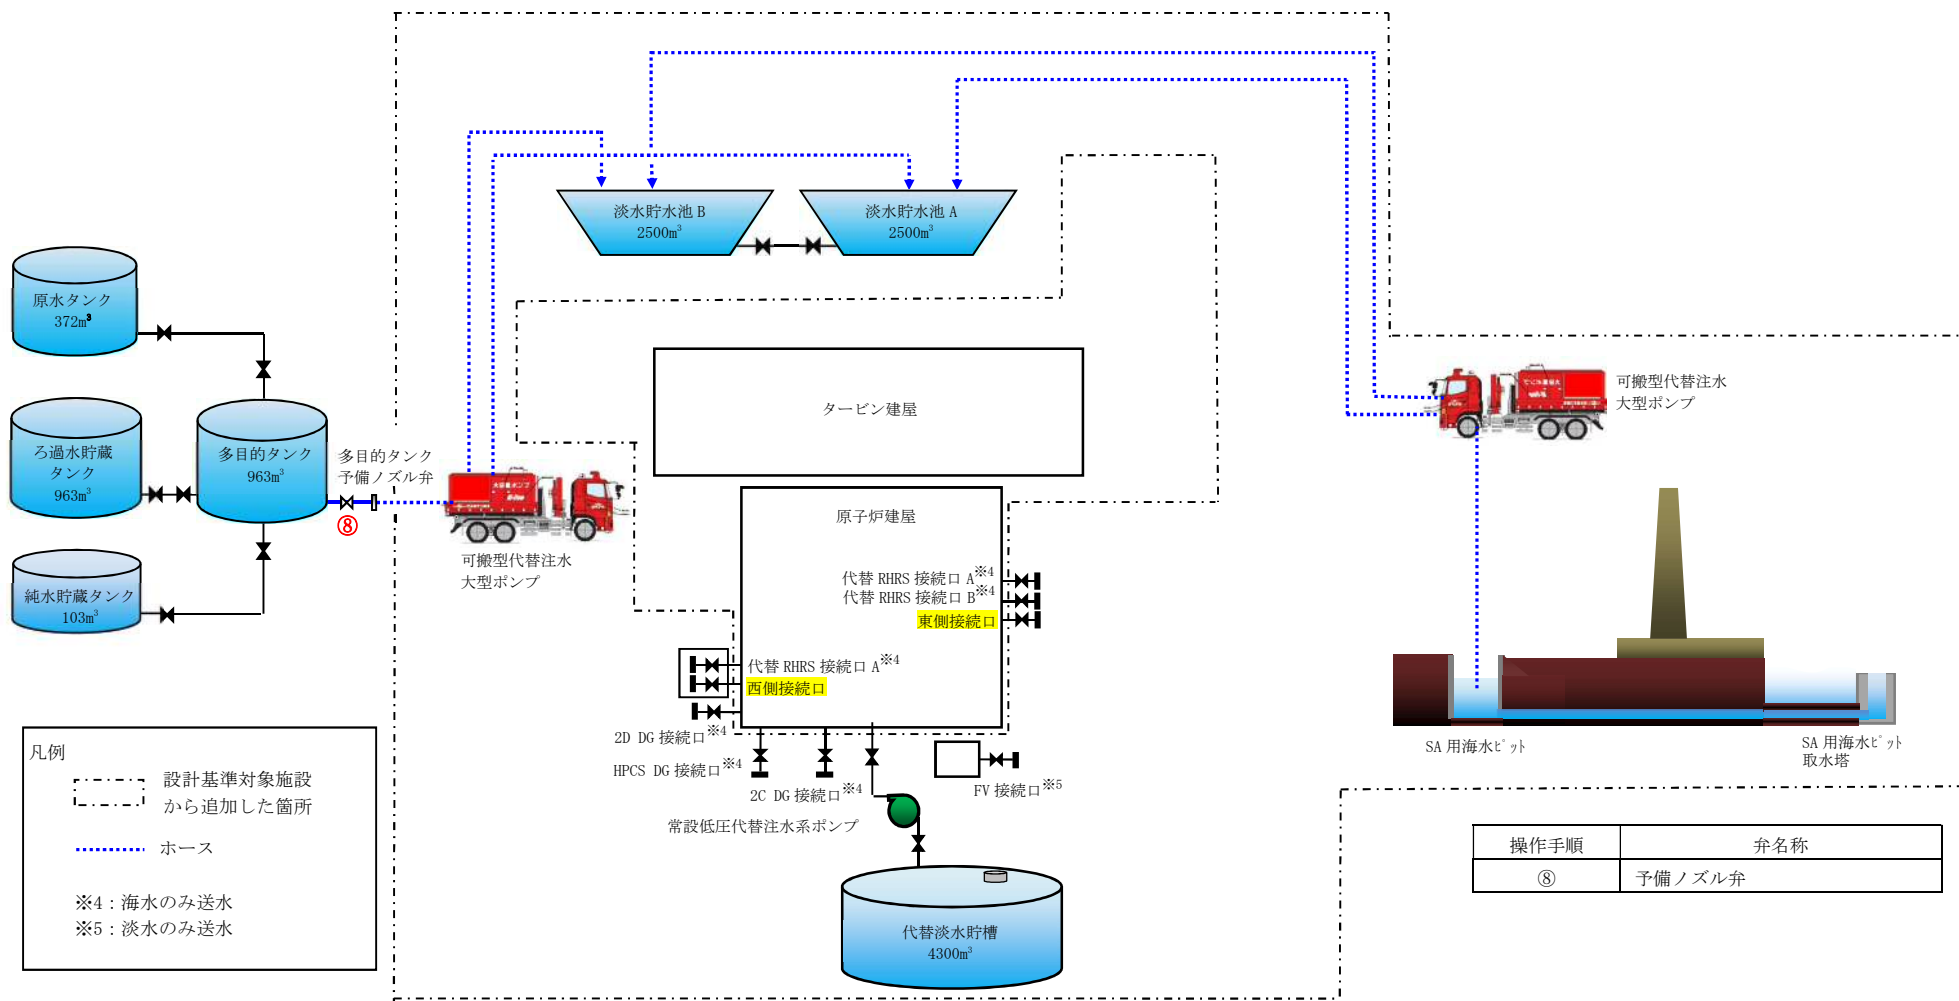 淡水貯水池 B
2500m³
淡水貯水池 A
2500m³
原水タンク
372m³
ろ過水貯蔵
タンク
963m³
多目的タンク
963m³
純水貯蔵タンク
103m³
多目的タンク
予備ノズル弁
⑧
可搬型代替注水
大型ポンプ
可搬型代替注水
大型ポンプ
タービン建屋
原子炉建屋
代替 RHRS 接続口 A※4
代替 RHRS 接続口 B※4
東側接続口
代替 RHRS 接続口 A※4
西側接続口
2D DG 接続口※4
HPCS DG 接続口※4
2C DG 接続口※4
FV 接続口※5
常設低圧代替注水系ポンプ
代替淡水貯槽
4300m³
SA 用海水ﾋﾟｯﾄ
SA 用海水ﾋﾟｯﾄ
取水塔
凡例
設計基準対象施設
から追加した箇所
ホース
※4：海水のみ送水
※5：淡水のみ送水
操作手順 弁名称
⑧ 予備ノズル弁